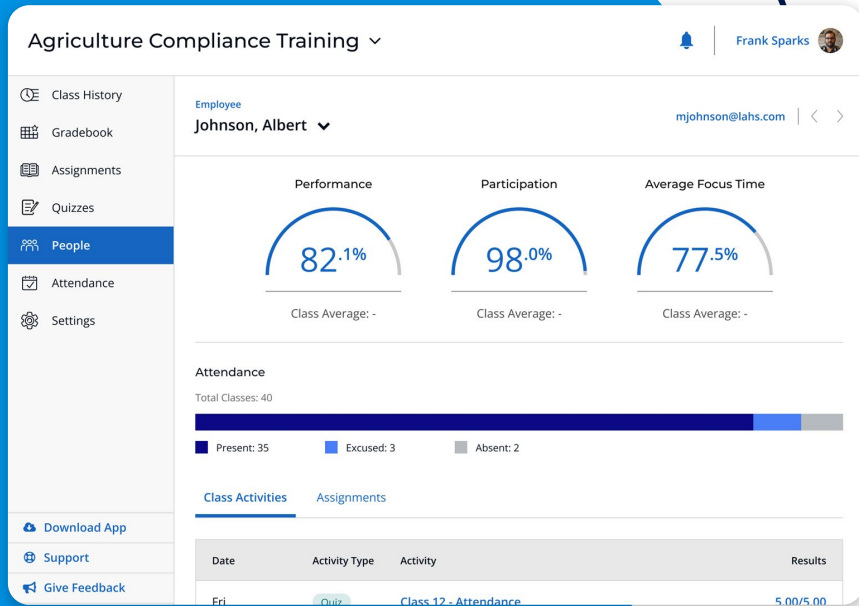 Agriculture Compliance Training
Frank Sparks
Class History
Gradebook
Assignments
Quizzes
People
Attendance
Settings
Download App
Support
Give Feedback
Employee
Johnson, Albert
mjohnson@lahs.com
Performance
82.1%
Class Average: -
Participation
98.0%
Class Average: -
Average Focus Time
77.5%
Class Average: -
Attendance
Total Classes: 40
Present: 35 Excused: 3 Absent: 2
Class Activities Assignments
Date Activity Type Activity Results
Fri Quiz Class 12 - Attendance 5.00/5.00